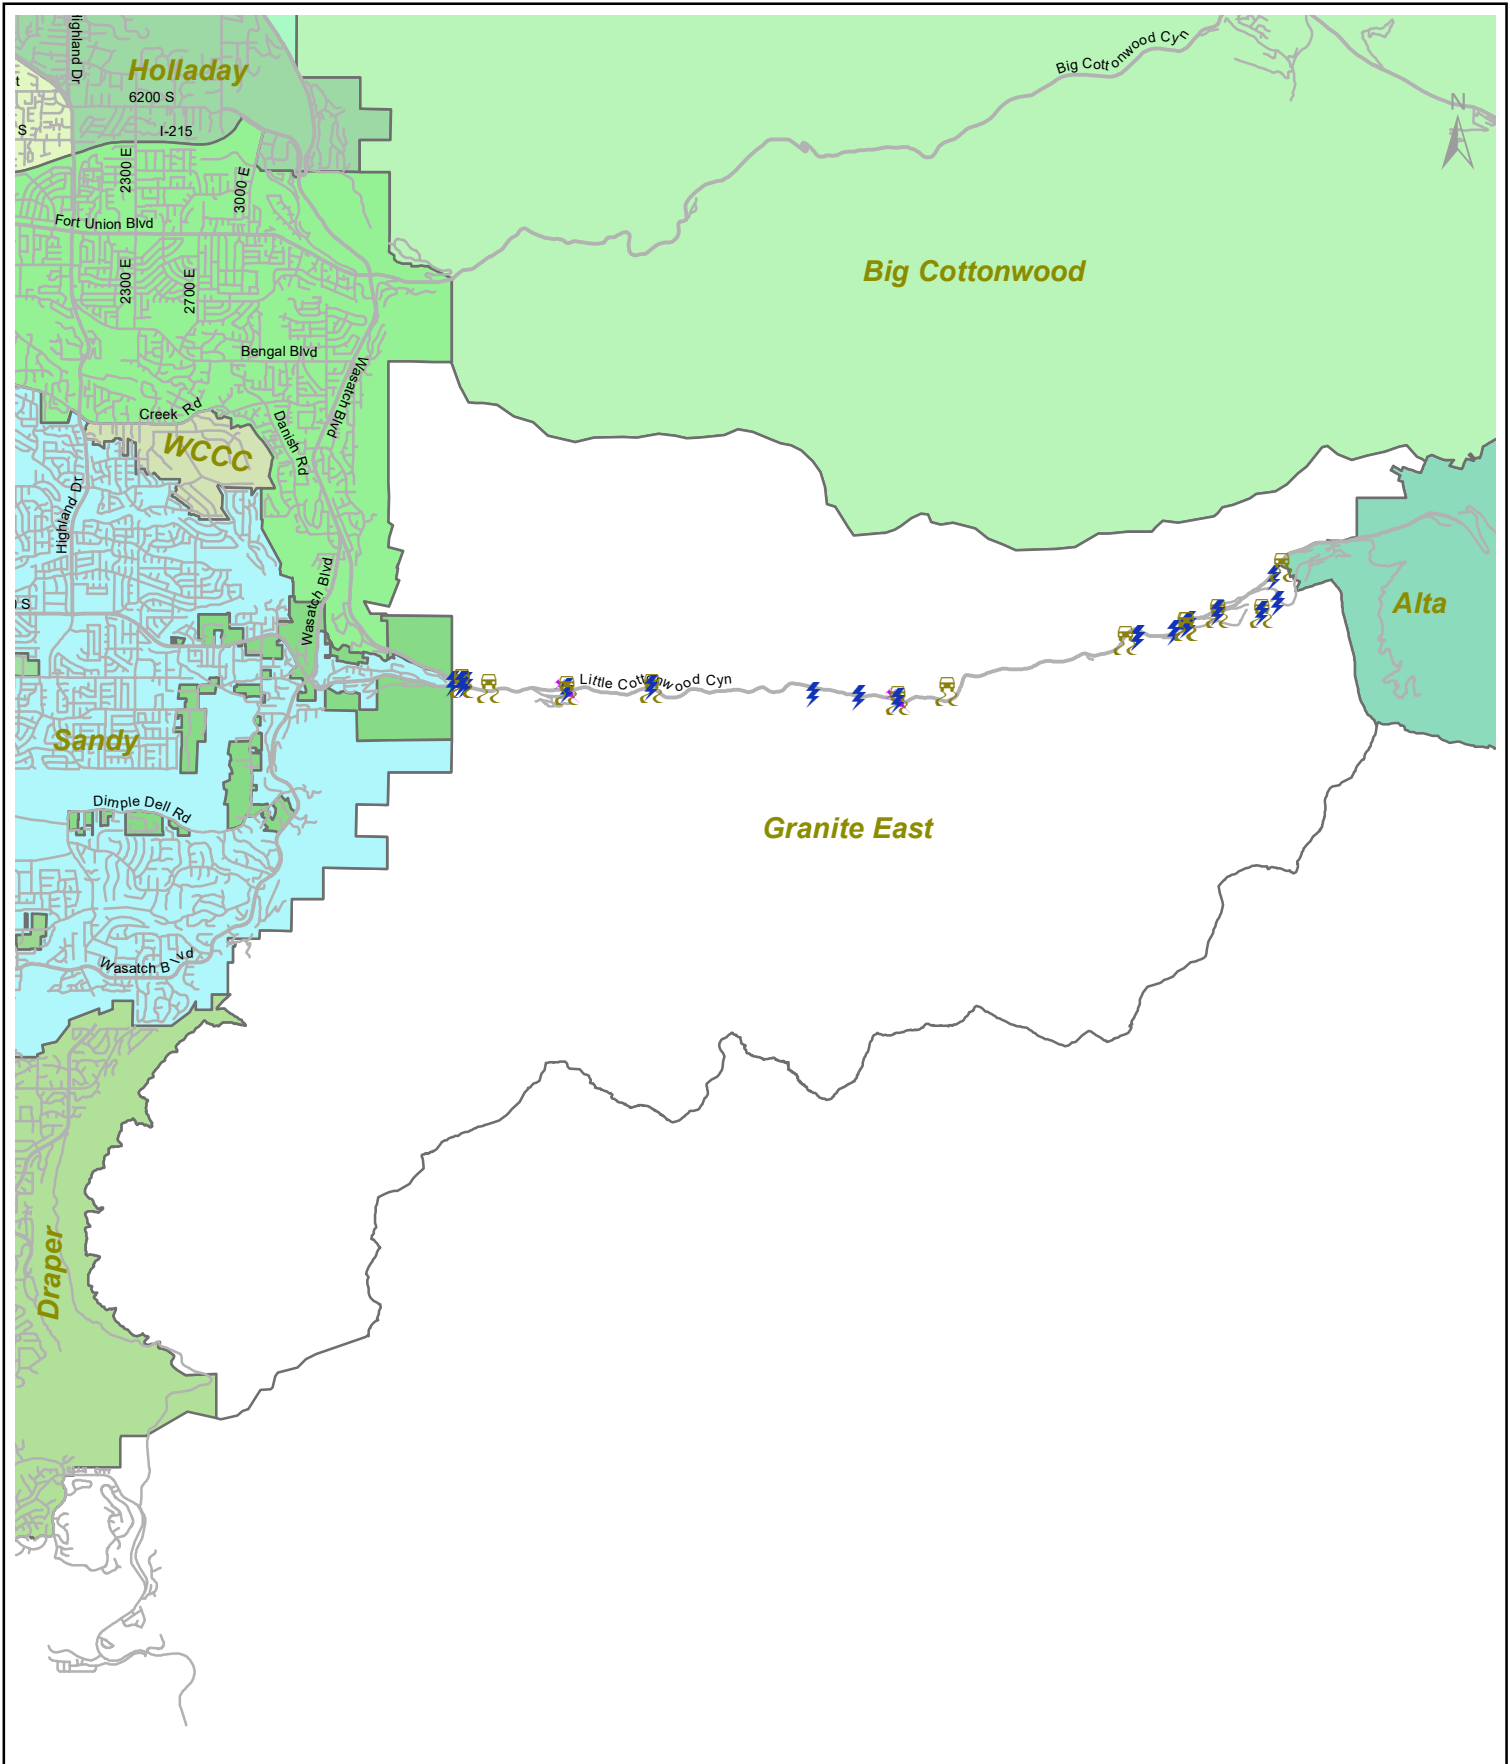 Highland Dr
Holladay
Big Cottonwood Cyn
t
6200 S
N
S
I-215
2300 E
3000 E
Fort Union Blvd
2300 E
2700 E
Big Cottonwood
Bengal Blvd
Wasatch Blvd
Creek Rd
Danish Rd
WCCC
Highland Dr
Wasatch Blvd
S
Alta
Little Cottonwood Cyn
Sandy
Dimple Dell Rd
Granite East
Wasatch Blvd
Draper